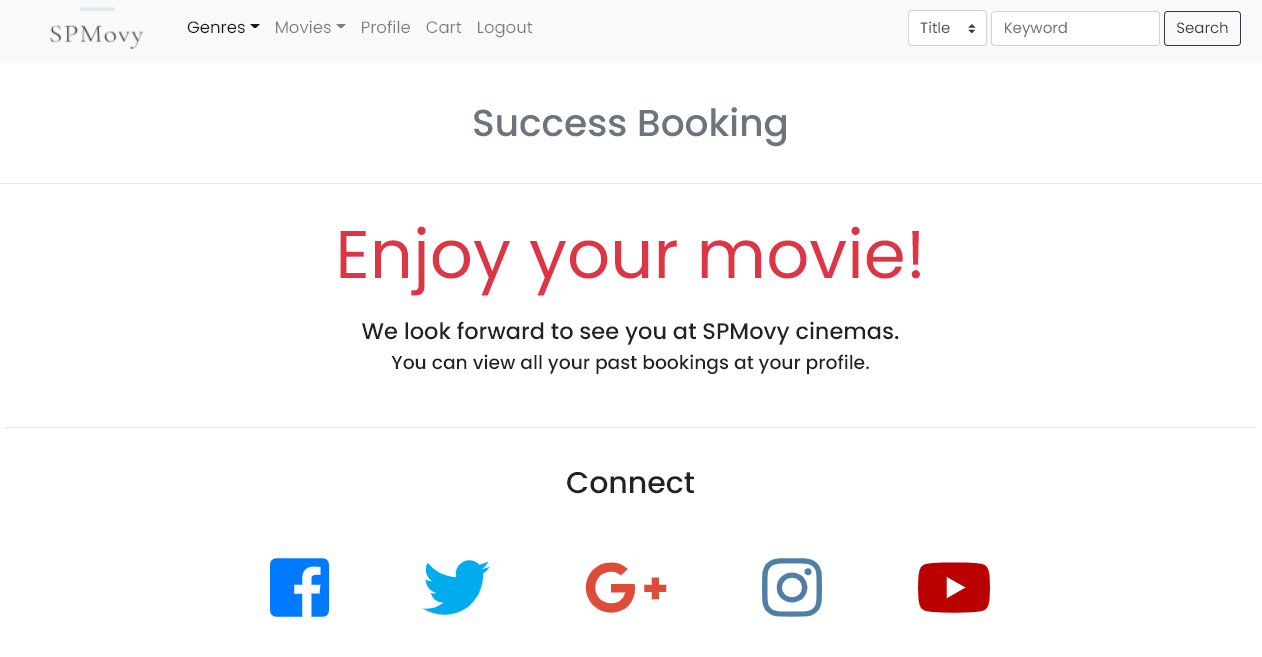 SPMovy Genres Movies Profile Cart Logout Title Keyword Search
Success Booking
Enjoy your movie!
We look forward to see you at SPMovy cinemas.
You can view all your past bookings at your profile.
Connect
G+